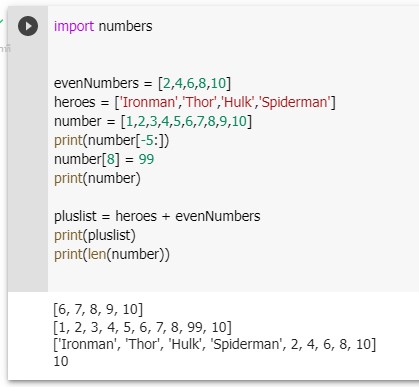 import numbers
evenNumbers = [2,4,6,8,10]
heroes = ['Ironman','Thor','Hulk','Spiderman']
number = [1,2,3,4,5,6,7,8,9,10]
print(number[-5:])
number[8] = 99
print(number)
pluslist = heroes + evenNumbers
print(pluslist)
print(len(number))
[6, 7, 8, 9, 10]
[1, 2, 3, 4, 5, 6, 7, 8, 99, 10]
['Ironman', 'Thor', 'Hulk', 'Spiderman', 2, 4, 6, 8, 10]
10